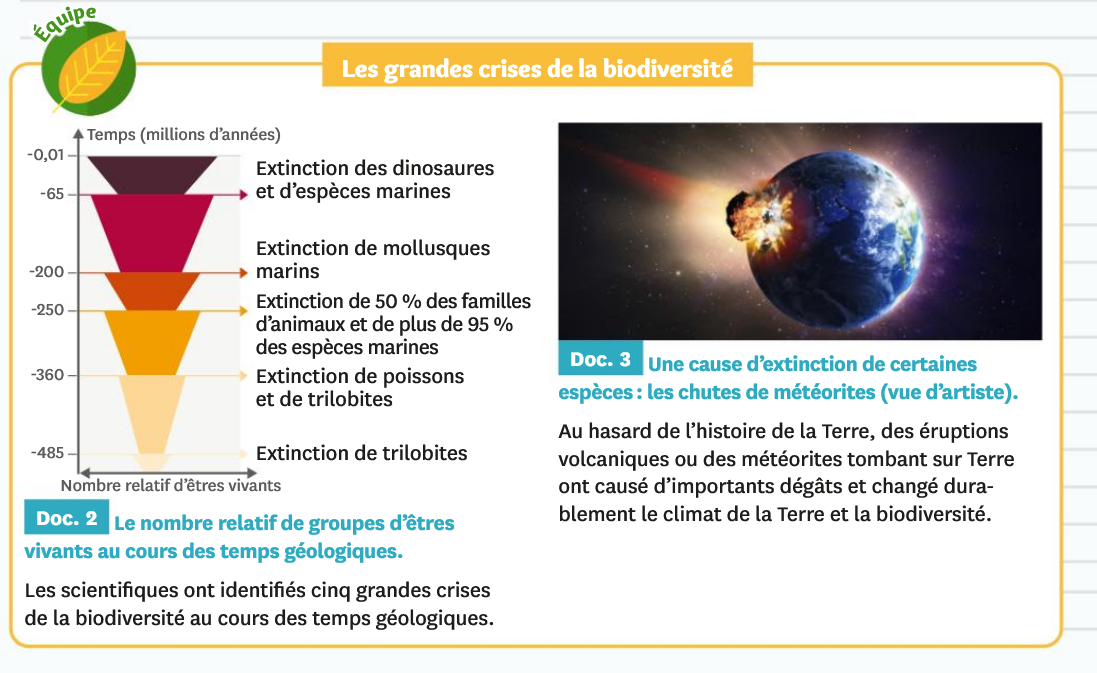 Équipe
Les grandes crises de la biodiversité
Temps (millions d'années)
-0,01
Extinction des dinosaures
et d'espèces marines
-65
Extinction de mollusques
marins
-200
Extinction de 50 % des familles
d'animaux et de plus de 95 %
des espèces marines
-250
Extinction de poissons
et de trilobites
-360
Extinction de trilobites
-485
Nombre relatif d'êtres vivants
Doc. 2 Le nombre relatif de groupes d'êtres
vivants au cours des temps géologiques.
Les scientifiques ont identifiés cinq grandes crises
de la biodiversité au cours des temps géologiques.
Doc. 3 Une cause d'extinction de certaines
espèces : les chutes de météorites (vue d'artiste).
Au hasard de l'histoire de la Terre, des éruptions
volcaniques ou des météorites tombant sur Terre
ont causé d'importants dégâts et changé dura-
blement le climat de la Terre et la biodiversité.